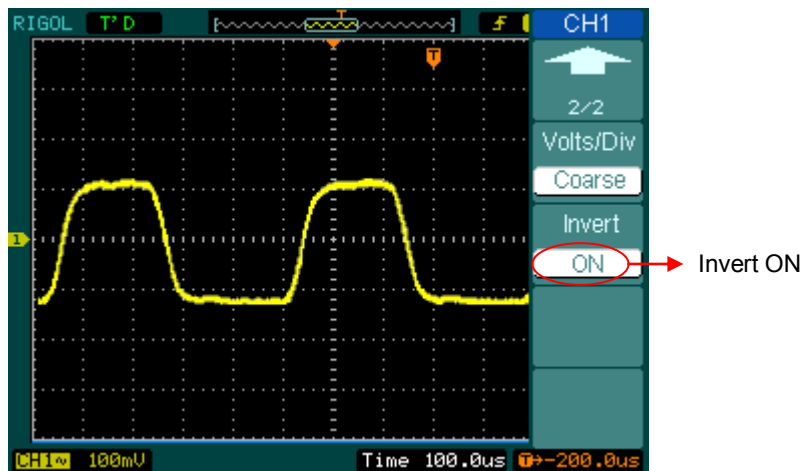 RIGOL T'D T CH1
T
2/2
Volts/Div
Coarse
Invert
1
ON Invert ON
CH1~ 100mV Time 100.0us T→-200.0us